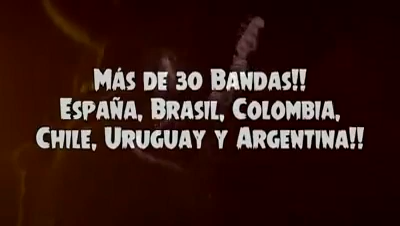 Más de 30 Bandas!!
España, Brasil, Colombia,
Chile, Uruguay y Argentina!!